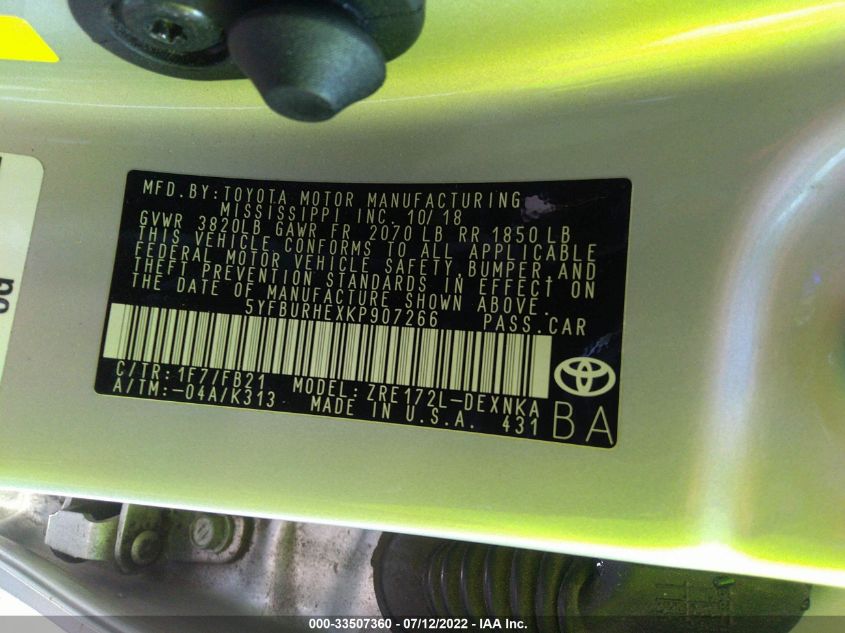 MFD. BY: TOYOTA MOTOR MANUFACTURING
MISSISSIPPI INC. 10/18
GVWR 3820LB GAWR FR 2070 LB RR 1850 LB
THIS VEHICLE CONFORMS TO ALL APPLICABLE
FEDERAL MOTOR VEHICLE SAFETY, BUMPER, AND
THEFT PREVENTION STANDARDS IN EFFECT ON
THE DATE OF MANUFACTURE SHOWN ABOVE.
5YFBURHEXKP907266 PASS. CAR
C/TR: 1F7/FB21 MODEL: ZRE172L-DEXNKA
A/TM:-04A/K313 MADE IN U.S.A. 431
BA
000-33507360 - 07/12/2022 - IAA Inc.